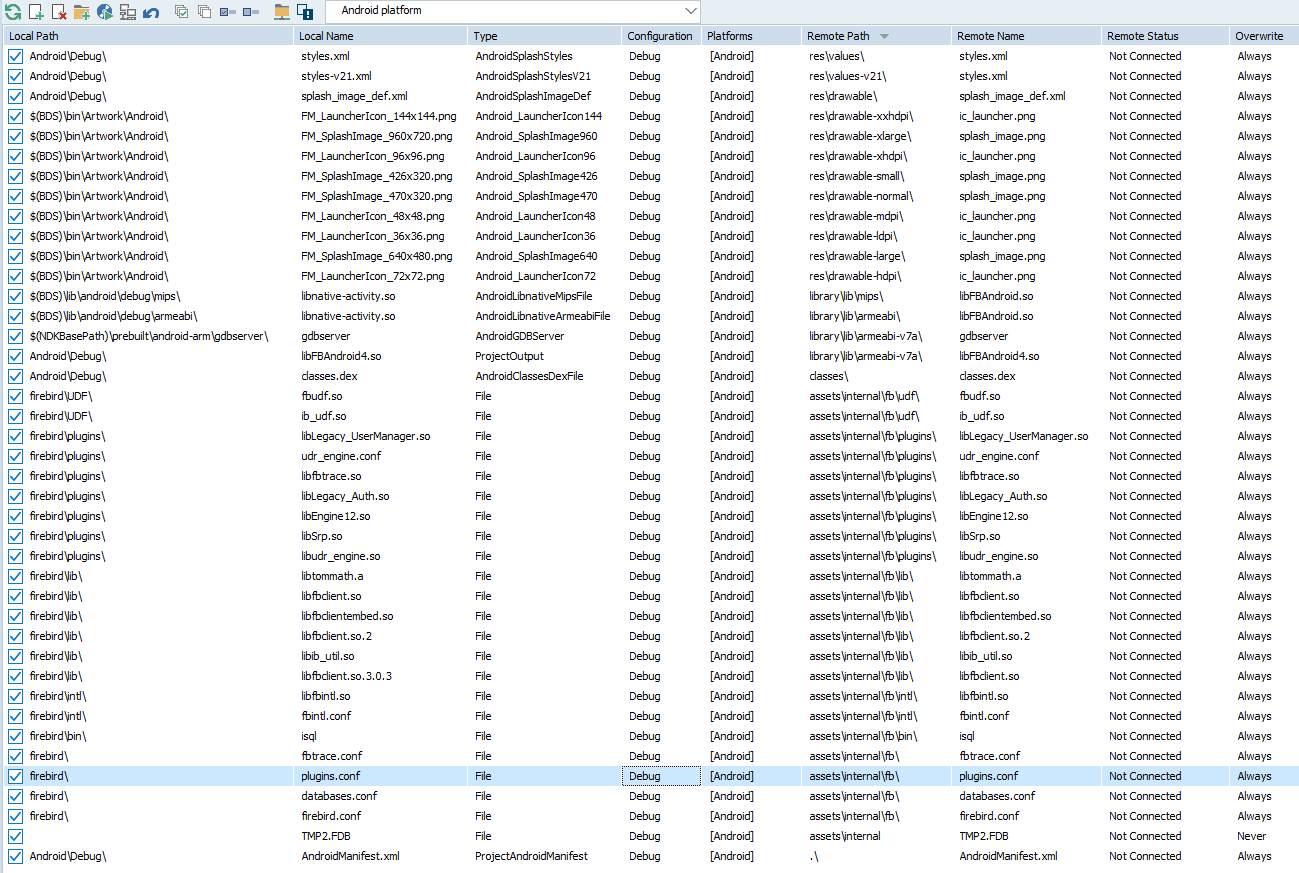 Android platform
Local Path Local Name Type Configuration Platforms Remote Path Remote Name Remote Status Overwrite
Android\Debug\ styles.xml AndroidSplashStyles Debug [Android] res\values\ styles.xml Not Connected Always
Android\Debug\ styles-v21.xml AndroidSplashStylesV21 Debug [Android] res\values-v21\ styles.xml Not Connected Always
Android\Debug\ splash_image_def.xml AndroidSplashImageDef Debug [Android] res\drawable\ splash_image_def.xml Not Connected Always
$(BDS)\bin\Artwork\Android\ FM_LauncherIcon_144x144.png Android_LauncherIcon144 Debug [Android] res\drawable-xxhdpi\ ic_launcher.png Not Connected Always
$(BDS)\bin\Artwork\Android\ FM_SplashImage_960x720.png Android_SplashImage960 Debug [Android] res\drawable-xlarge\ splash_image.png Not Connected Always
$(BDS)\bin\Artwork\Android\ FM_LauncherIcon_96x96.png Android_LauncherIcon96 Debug [Android] res\drawable-xhdpi\ ic_launcher.png Not Connected Always
$(BDS)\bin\Artwork\Android\ FM_SplashImage_426x320.png Android_SplashImage426 Debug [Android] res\drawable-small\ splash_image.png Not Connected Always
$(BDS)\bin\Artwork\Android\ FM_SplashImage_470x320.png Android_SplashImage470 Debug [Android] res\drawable-normal\ splash_image.png Not Connected Always
$(BDS)\bin\Artwork\Android\ FM_LauncherIcon_48x48.png Android_LauncherIcon48 Debug [Android] res\drawable-mdpi\ ic_launcher.png Not Connected Always
$(BDS)\bin\Artwork\Android\ FM_LauncherIcon_36x36.png Android_LauncherIcon36 Debug [Android] res\drawable-ldpi\ ic_launcher.png Not Connected Always
$(BDS)\bin\Artwork\Android\ FM_SplashImage_640x480.png Android_SplashImage640 Debug [Android] res\drawable-large\ splash_image.png Not Connected Always
$(BDS)\bin\Artwork\Android\ FM_LauncherIcon_72x72.png Android_LauncherIcon72 Debug [Android] res\drawable-hdpi\ ic_launcher.png Not Connected Always
$(BDS)\lib\android\debug\mips\ libnative-activity.so AndroidLibnativeMipsFile Debug [Android] library\lib\mips\ libFBAndroid.so Not Connected Always
$(BDS)\lib\android\debug\armeabi\ libnative-activity.so AndroidLibnativeArmeabiFile Debug [Android] library\lib\armeabi\ libFBAndroid.so Not Connected Always
$(NDKBasePath)\prebuilt\android-arm\gdbserver\ gdbserver AndroidGDBServer Debug [Android] library\lib\armeabi-v7a\ gdbserver Not Connected Always
Android\Debug\ libFBAndroid4.so ProjectOutput Debug [Android] library\lib\armeabi-v7a\ libFBAndroid4.so Not Connected Always
Android\Debug\ classes.dex AndroidClassesDexFile Debug [Android] classes\ classes.dex Not Connected Always
firebird\UDF\ fbudf.so File Debug [Android] assets\internal\fb\udf\ fbudf.so Not Connected Always
firebird\UDF\ ib_udf.so File Debug [Android] assets\internal\fb\udf\ ib_udf.so Not Connected Always
firebird\plugins\ libLegacy_UserManager.so File Debug [Android] assets\internal\fb\plugins\ libLegacy_UserManager.so Not Connected Always
firebird\plugins\ udr_engine.conf File Debug [Android] assets\internal\fb\plugins\ udr_engine.conf Not Connected Always
firebird\plugins\ libfbtrace.so File Debug [Android] assets\internal\fb\plugins\ libfbtrace.so Not Connected Always
firebird\plugins\ libLegacy_Auth.so File Debug [Android] assets\internal\fb\plugins\ libLegacy_Auth.so Not Connected Always
firebird\plugins\ libEngine12.so File Debug [Android] assets\internal\fb\plugins\ libEngine12.so Not Connected Always
firebird\plugins\ libSrp.so File Debug [Android] assets\internal\fb\plugins\ libSrp.so Not Connected Always
firebird\plugins\ libudr_engine.so File Debug [Android] assets\internal\fb\plugins\ libudr_engine.so Not Connected Always
firebird\lib\ libtommath.a File Debug [Android] assets\internal\fb\lib\ libtommath.a Not Connected Always
firebird\lib\ libfbclient.so File Debug [Android] assets\internal\fb\lib\ libfbclient.so Not Connected Always
firebird\lib\ libfbclientembed.so File Debug [Android] assets\internal\fb\lib\ libfbclientembed.so Not Connected Always
firebird\lib\ libfbclient.so.2 File Debug [Android] assets\internal\fb\lib\ libfbclient.so.2 Not Connected Always
firebird\lib\ libib_util.so File Debug [Android] assets\internal\fb\lib\ libib_util.so Not Connected Always
firebird\lib\ libfbclient.so.3.0.3 File Debug [Android] assets\internal\fb\lib\ libfbclient.so Not Connected Always
firebird\intl\ libfbintl.so File Debug [Android] assets\internal\fb\intl\ libfbintl.so Not Connected Always
firebird\intl\ fbintl.conf File Debug [Android] assets\internal\fb\intl\ fbintl.conf Not Connected Always
firebird\bin\ isql File Debug [Android] assets\internal\fb\bin\ isql Not Connected Always
firebird\ fbtrace.conf File Debug [Android] assets\internal\fb\ fbtrace.conf Not Connected Always
firebird\ plugins.conf File Debug [Android] assets\internal\fb\ plugins.conf Not Connected Always
firebird\ databases.conf File Debug [Android] assets\internal\fb\ databases.conf Not Connected Always
firebird\ firebird.conf File Debug [Android] assets\internal\fb\ firebird.conf Not Connected Always
TMP2.FDB File Debug [Android] assets\internal TMP2.FDB Not Connected Never
Android\Debug\ AndroidManifest.xml ProjectAndroidManifest Debug [Android] .\ AndroidManifest.xml Not Connected Always